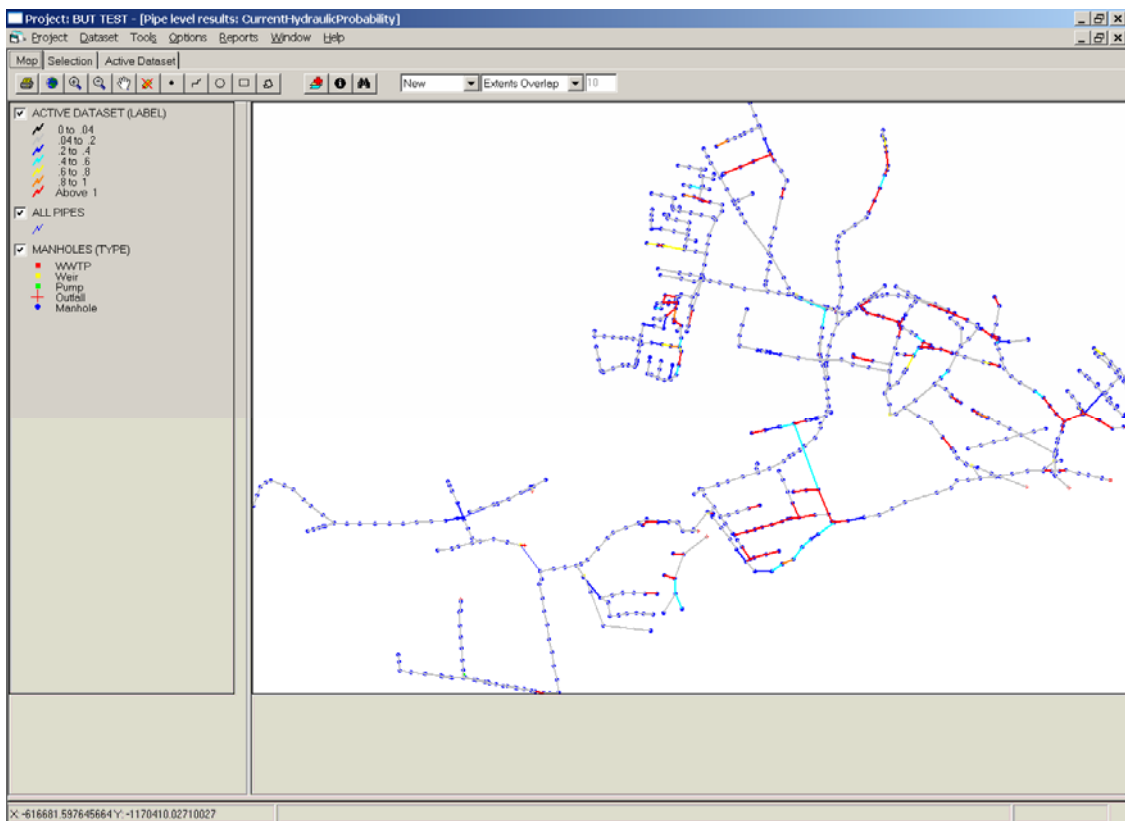 Project: BUT TEST - [Pipe level results: CurrentHydraulicProbability]
Project Dataset Tools Options Reports Window Help
Map Selection Active Dataset
New Extents Overlap 10
ACTIVE DATASET (LABEL)
0 to .04
.04 to .2
.2 to .4
.4 to .6
.6 to .8
.8 to 1
Above 1
ALL PIPES
MANHOLES (TYPE)
WWTP
Weir
Pump
Outfall
Manhole
X: -616681.597645664 Y: -1170410.02710027